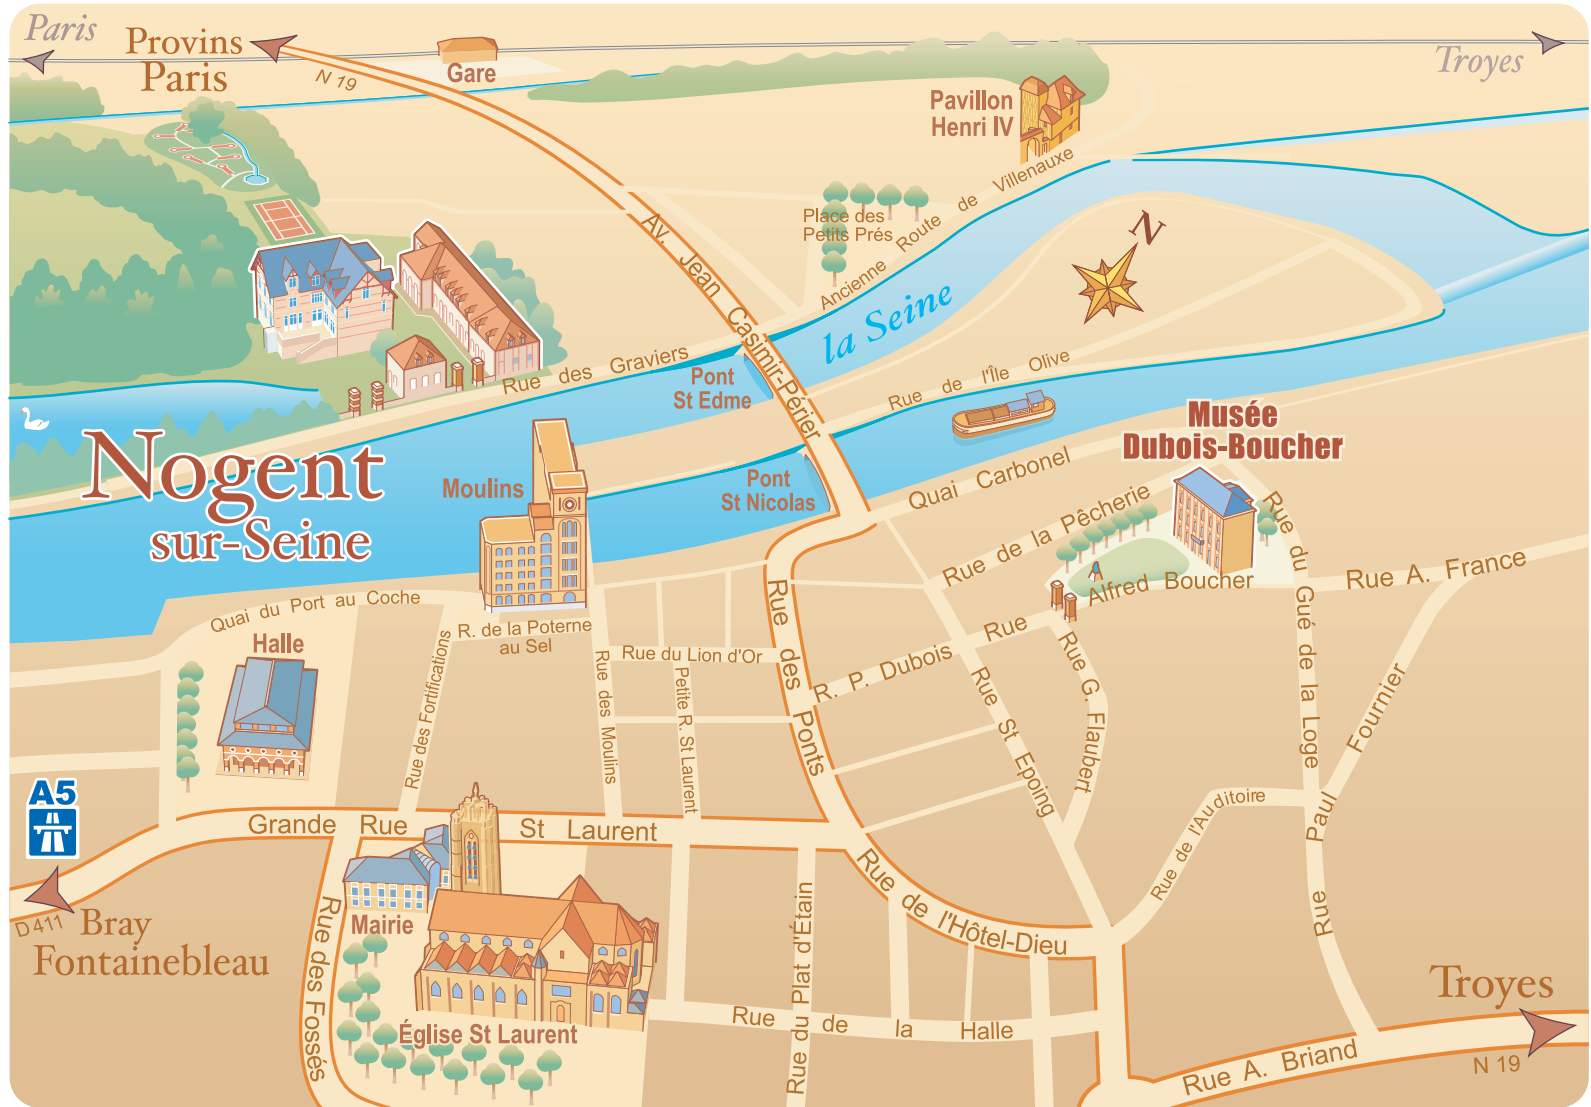 Paris
Provins
Paris
N 19
Gare
Troyes
Pavillon
Henri IV
Place des
Petits Prés
Ancienne Route de Villenauxe
Av. Jean Casimir-Périer
N
la Seine
Rue des Graviers
Pont
St Edme
Rue de l'Île Olive
Musée
Dubois-Boucher
Nogent
sur-Seine
Moulins
Pont
St Nicolas
Quai Carbonel
Rue de la Pêcherie
Rue du Gué de la Loge
Rue Alfred Boucher
Rue A. France
Quai du Port au Coche
Halle
R. de la Poterne
au Sel
Rue des Fortifications
Rue des Moulins
Rue du Lion d'Or
Petite R. St Laurent
Rue des Ponts
R. P. Dubois
Rue G. Flaubert
Rue St Epoing
Rue Paul Fournier
Rue de l'Auditoire
A5
Grande Rue St Laurent
D 411
Bray
Fontainebleau
Mairie
Rue des Fossés
Église St Laurent
Rue de l'Hôtel-Dieu
Rue du Plat d'Étain
Rue de la Halle
Troyes
N 19
Rue A. Briand